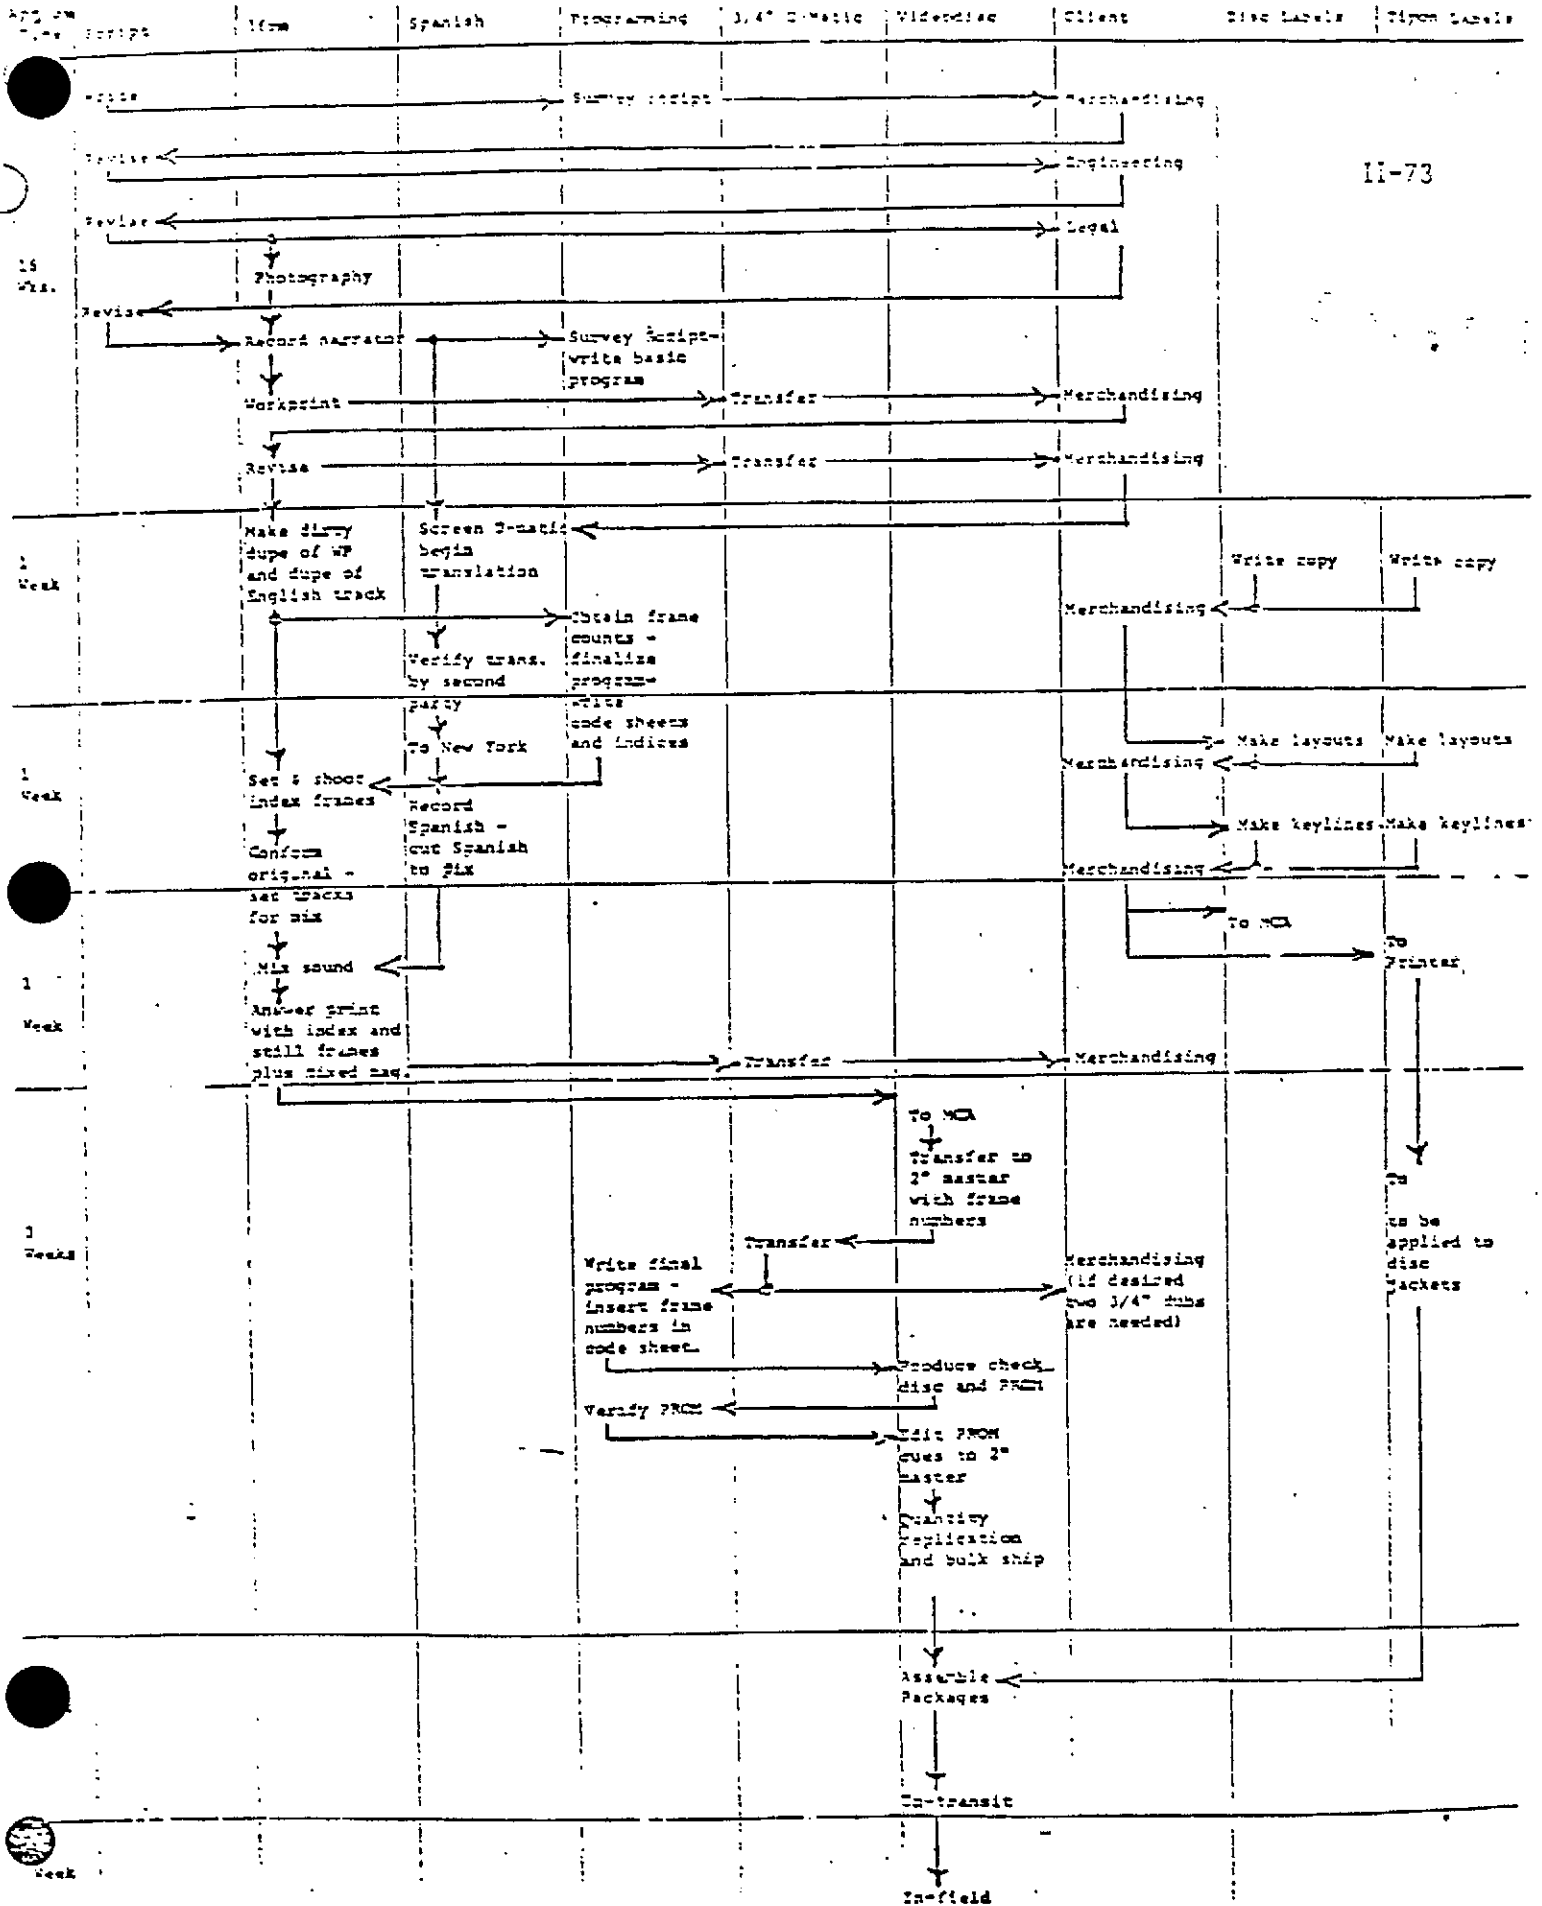 Script 16mm Spanish Programming 3/4" U-Matic Videodisc Client Disc Labels Tipon Labels
Write Survey script Merchandising
Revise Engineering
II-73
Revise Legal
Photography
Wks.
Revise
Record narrator Survey Script-
write basic
program
Workprint Transfer Merchandising
Revise Transfer Merchandising
Make dirty Screen U-matic
dupe of WP begin
and dupe of translation
English track
1
Week
Write copy Write copy
Merchandising
Obtain frame
counts -
finalize
program-
write
code sheets
and indices
Verify trans.
by second
party
To New York
Make layouts Make layouts
Merchandising
1
Week
Set & shoot
index frames
Record
Spanish -
cut Spanish
to Mix
Make keylines Make keylines
Merchandising
Conform
original -
set tracks
for mix
To MCA
To
Printer
Mix sound
1
Week
Answer print
with index and
still frames
plus mixed mag.
Transfer Merchandising
To MCA
Transfer to
2" master
with frame
numbers
To
to be
applied to
disc
jackets
3
Weeks
Transfer
Write final
program -
insert frame
numbers in
code sheet.
Merchandising
(if desired
two 3/4" dubs
are needed)
Produce check
disc and PROM
Verify PROM
Edit PROM
cues to 2"
master
Quantity
replication
and bulk ship
Assemble
Packages
In-transit
Week
In-field